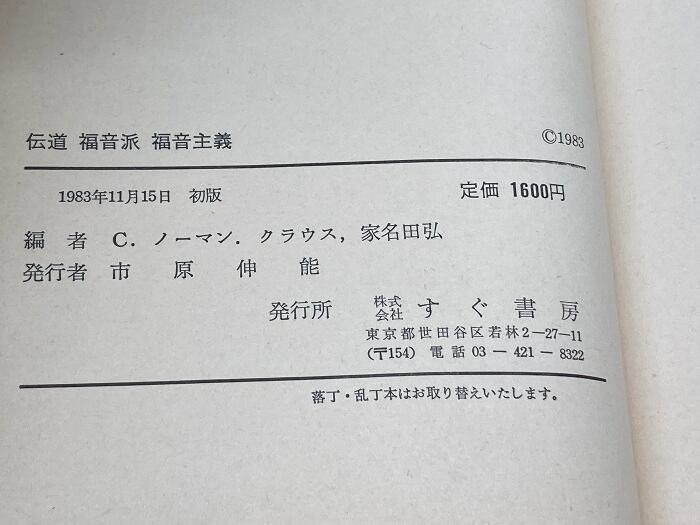 伝道 福音派 福音主義 ©1983
1983年11月15日 初版 定価 1600円
編者 C．ノーマン．クラウス，家名田弘
発行者 市原伸能
発行所 株式会社 すぐ書房
東京都世田谷区若林2―27―11
（〒154）電話 03―421―8322
落丁・乱丁本はお取り替えいたします。